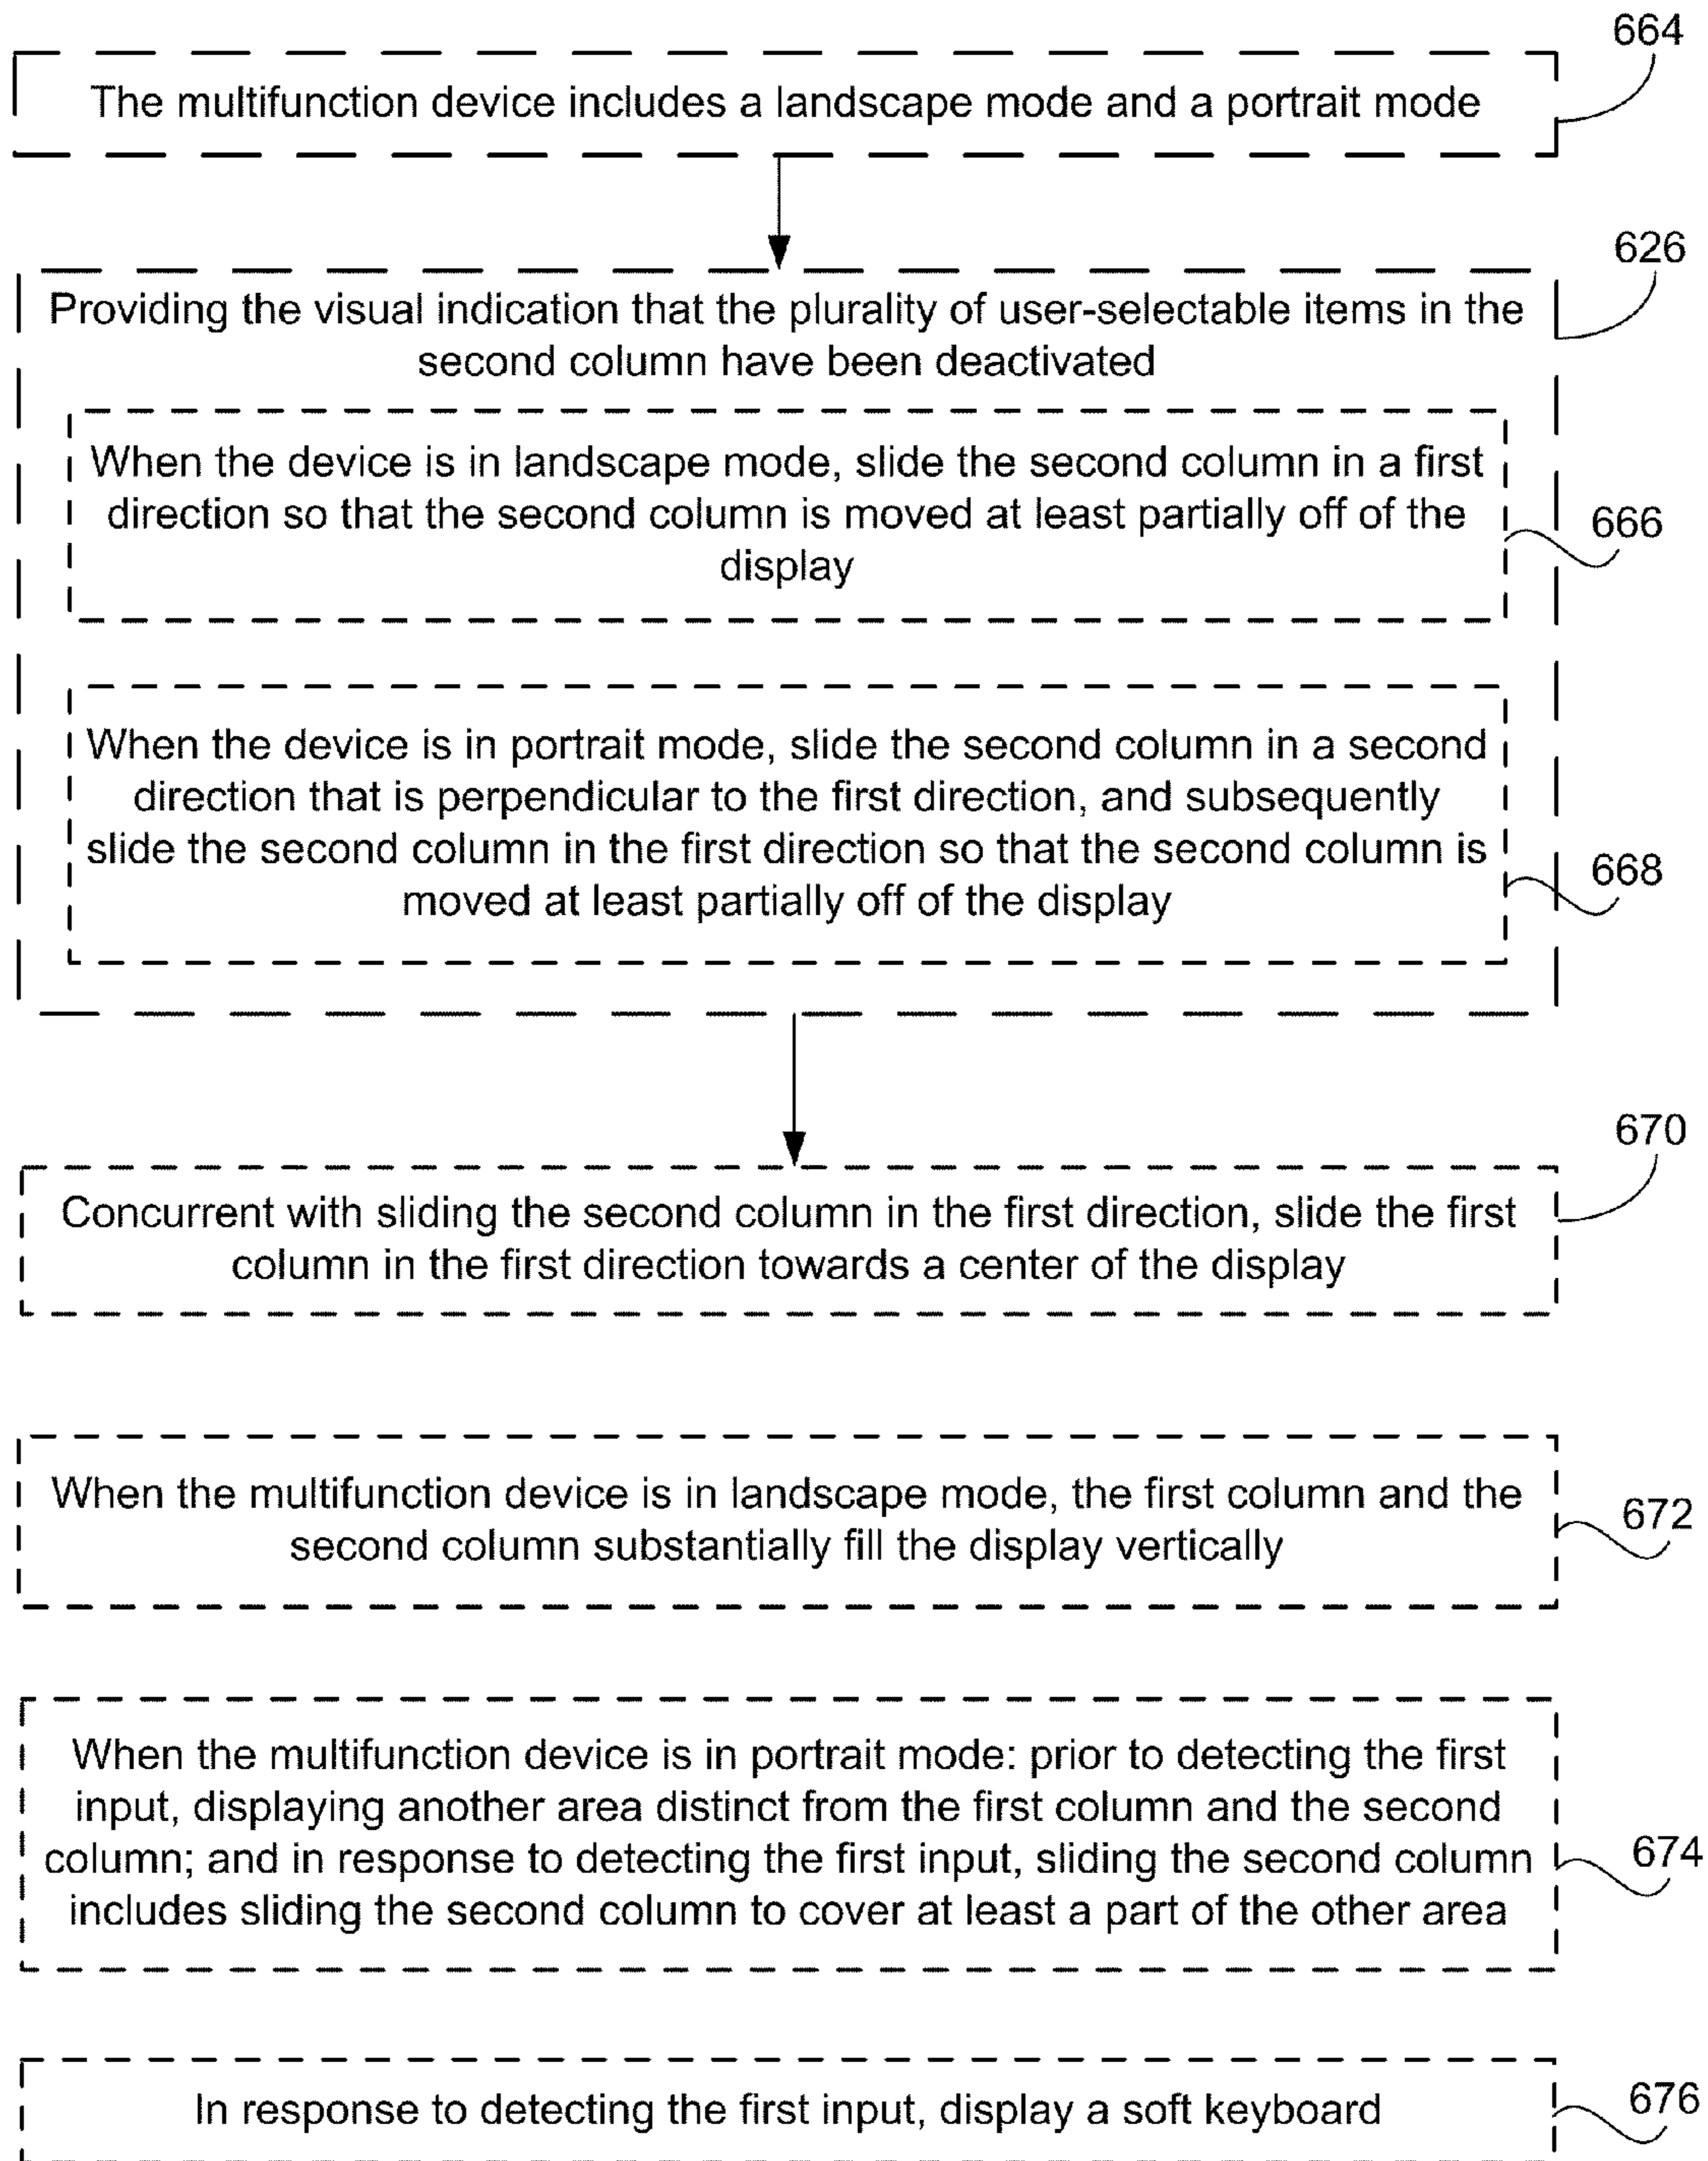 664
The multifunction device includes a landscape mode and a portrait mode
626
Providing the visual indication that the plurality of user-selectable items in the
second column have been deactivated
When the device is in landscape mode, slide the second column in a first
direction so that the second column is moved at least partially off of the
display
666
When the device is in portrait mode, slide the second column in a second
direction that is perpendicular to the first direction, and subsequently
slide the second column in the first direction so that the second column is
moved at least partially off of the display
668
670
Concurrent with sliding the second column in the first direction, slide the first
column in the first direction towards a center of the display
When the multifunction device is in landscape mode, the first column and the
second column substantially fill the display vertically
672
When the multifunction device is in portrait mode: prior to detecting the first
input, displaying another area distinct from the first column and the second
column; and in response to detecting the first input, sliding the second column
includes sliding the second column to cover at least a part of the other area
674
In response to detecting the first input, display a soft keyboard
676